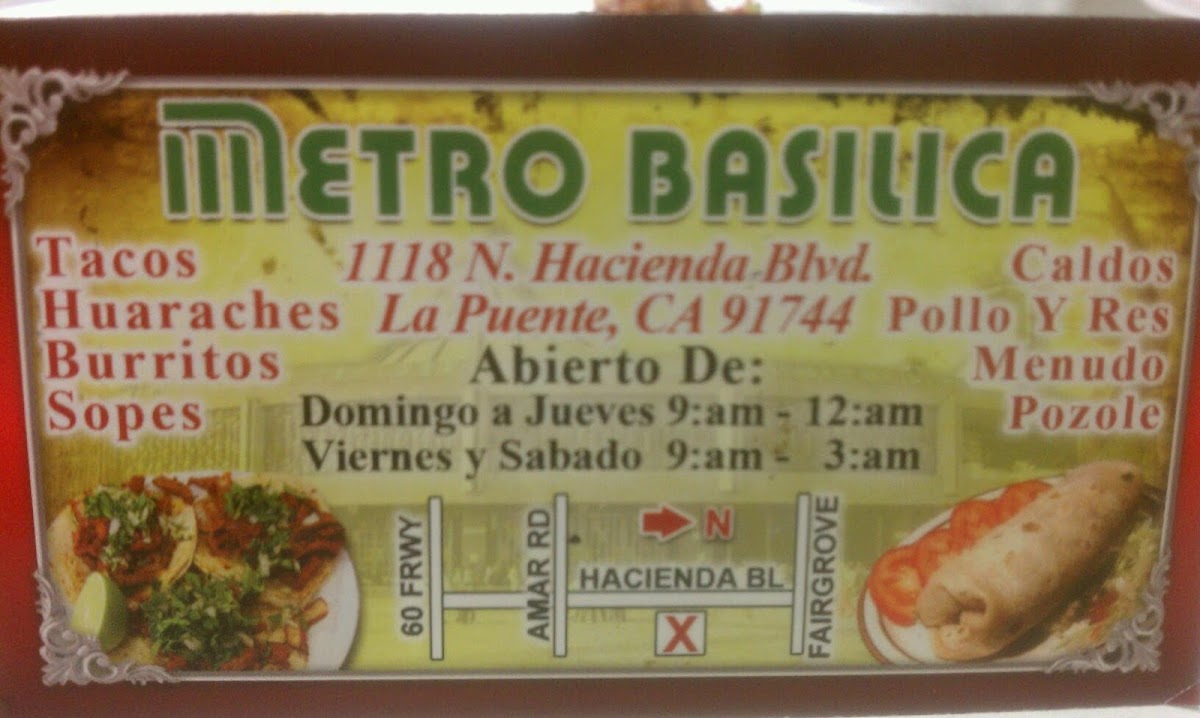 METRO BASILICA
Tacos
Huaraches
Burritos
Sopes
1118 N. Hacienda Blvd.
La Puente, CA 91744
Abierto De:
Domingo a Jueves 9:am - 12:am
Viernes y Sabado 9:am - 3:am
Caldos
Pollo Y Res
Menudo
Pozole
60 FRWY
AMAR RD
N
HACIENDA BL
X
FAIRGROVE